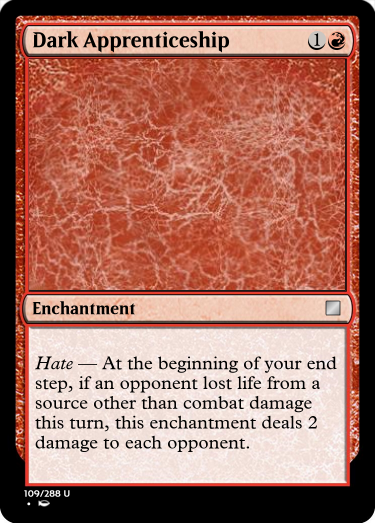 Dark Apprenticeship 1
Enchantment
Hate — At the beginning of your end
step, if an opponent lost life from a
source other than combat damage
this turn, this enchantment deals 2
damage to each opponent.
109/288 U